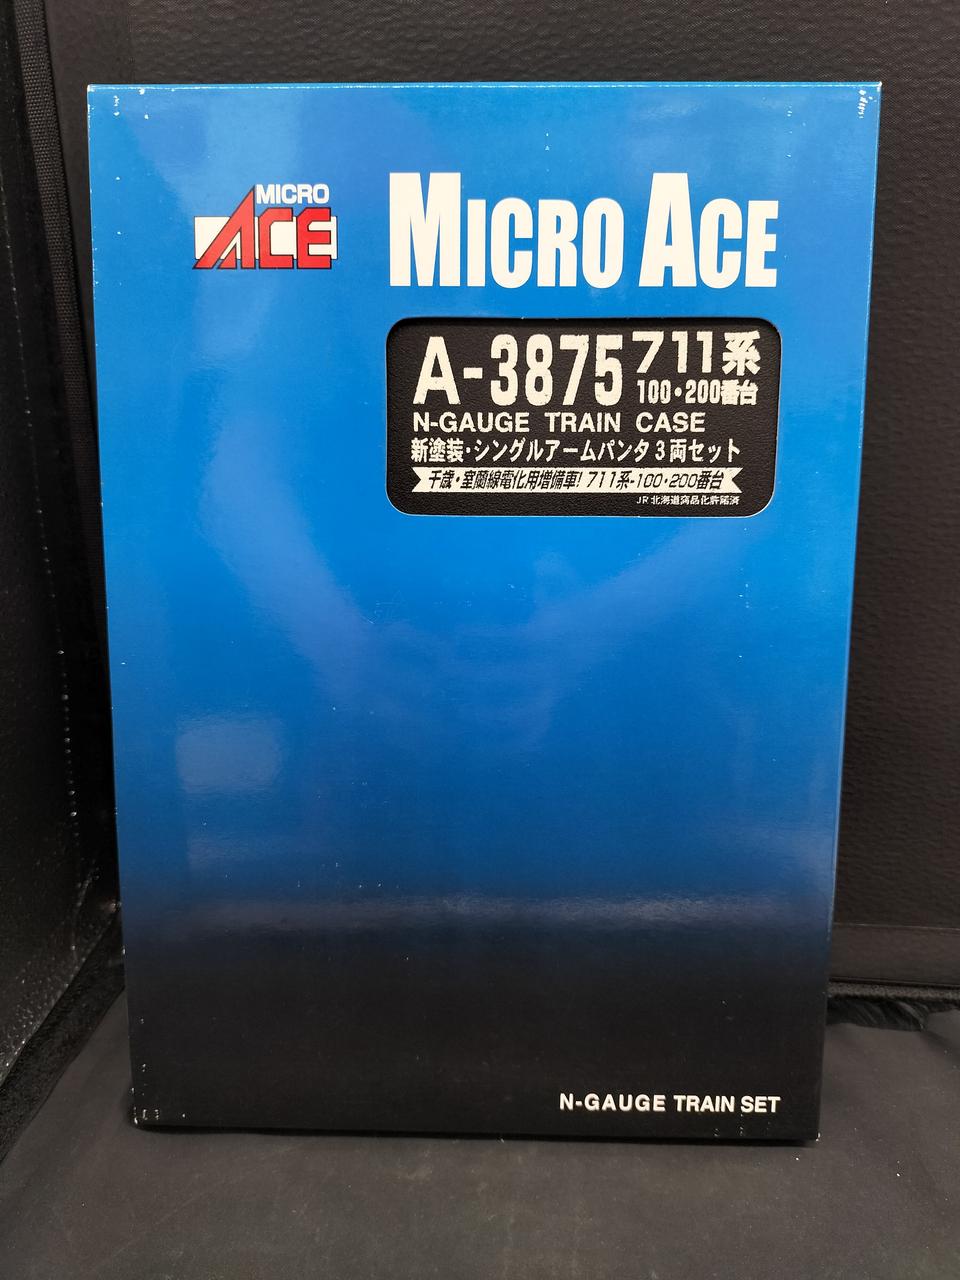 MICRO
ACE
MICRO ACE
A-3875 711系
100・200番台
N-GAUGE TRAIN CASE
新塗装・シングルアームパンタ3両セット
千歳・室蘭線電化用増備車! 711系-100・200番台
JR北海道商品化許諾済
N-GAUGE TRAIN SET